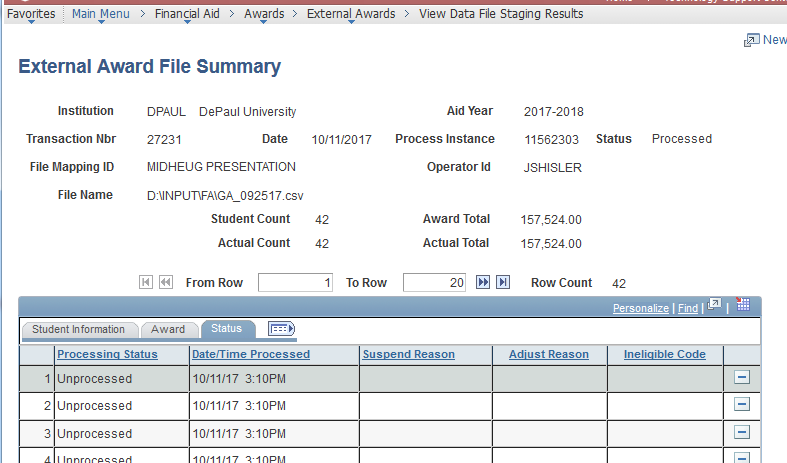 Favorites Main Menu > Financial Aid > Awards > External Awards > View Data File Staging Results
New
External Award File Summary
Institution DPAUL DePaul University Aid Year 2017-2018
Transaction Nbr 27231 Date 10/11/2017 Process Instance 11562303 Status Processed
File Mapping ID MIDHEUG PRESENTATION Operator Id JSHISLER
File Name D:\INPUT\FA\GA_092517.csv
Student Count 42 Award Total 157,524.00
Actual Count 42 Actual Total 157,524.00
From Row 1 To Row 20 Row Count 42
Personalize | Find | |
Student Information Award Status
Processing Status Date/Time Processed Suspend Reason Adjust Reason Ineligible Code
1 Unprocessed 10/11/17 3:10PM
2 Unprocessed 10/11/17 3:10PM
3 Unprocessed 10/11/17 3:10PM
4 Unprocessed 10/11/17 3:10PM